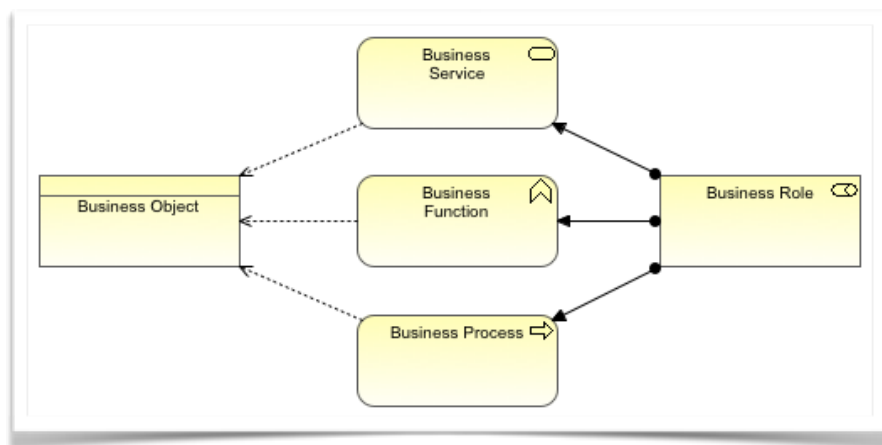 Business
Service
Business Object
Business
Function
Business Role
Business Process